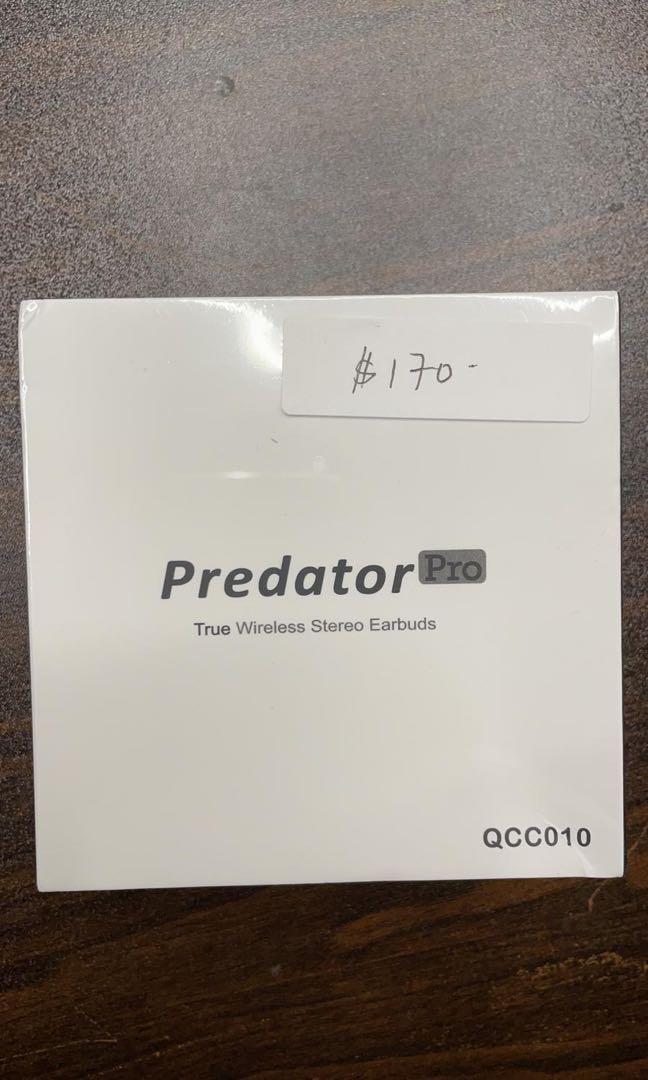 $170-
Predator Pro
True Wireless Stereo Earbuds
QCC010